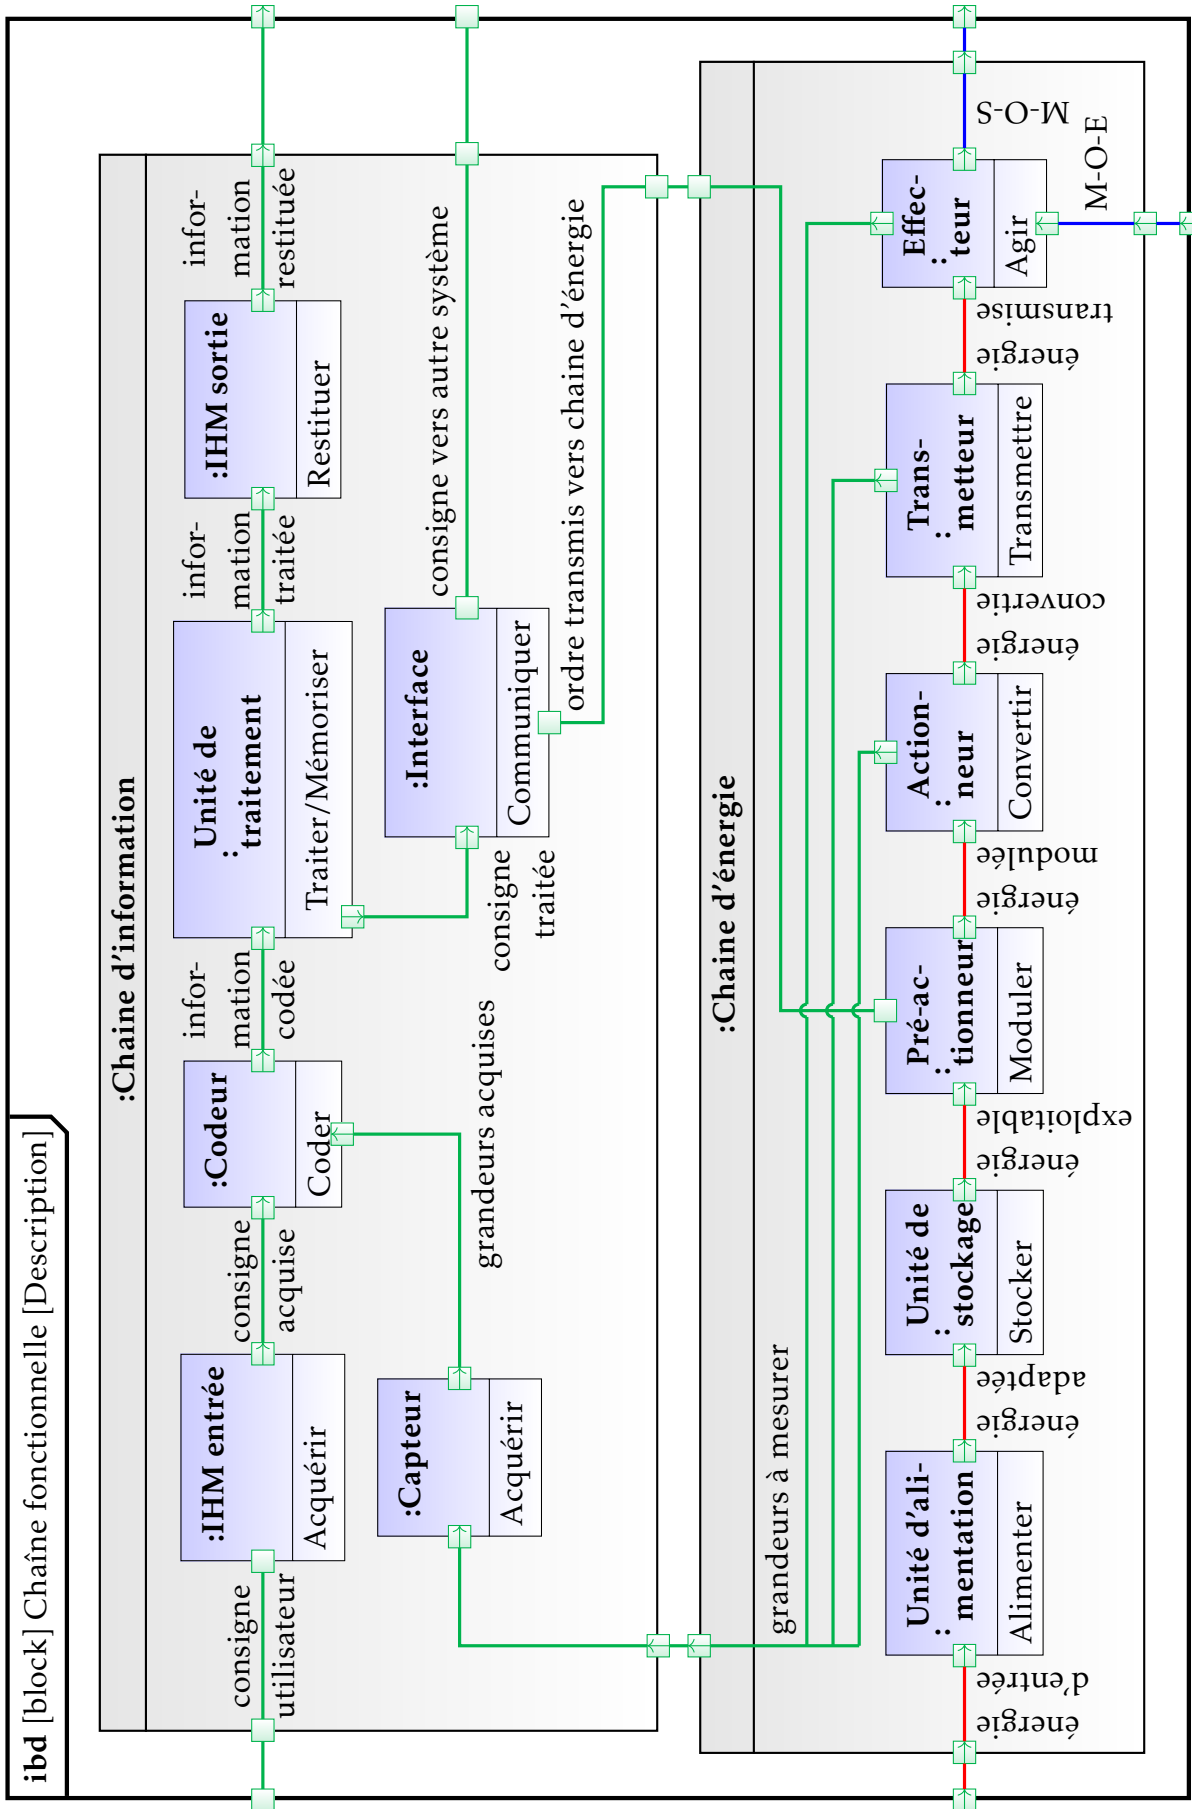 ibd [block] Chaîne fonctionnelle [Description]
:Chaine d'information
consigne
utilisateur
:IHM entrée
Acquérir
consigne
acquise
:Codeur
Coder
infor-
mation
codée
Unité de
:traitement
Traiter/Mémoriser
infor-
mation
traitée
:IHM sortie
Restituer
infor-
mation
restituée
:Capteur
Acquérir
grandeurs acquises
consigne
traitée
:Interface
Communiquer
consigne vers autre système
ordre transmis vers chaine d'énergie
:Chaine d'énergie
grandeurs à mesurer
énergie
d'entrée
Unité d'ali-
:mentation
Alimenter
énergie
adaptée
Unité de
:stockage
Stocker
énergie
exploitable
Pré-ac-
:tionneur
Moduler
énergie
modulée
Action-
:neur
Convertir
énergie
convertie
Trans-
:metteur
Transmettre
énergie
transmise
Effec-
:teur
Agir
M-O-S
M-O-E